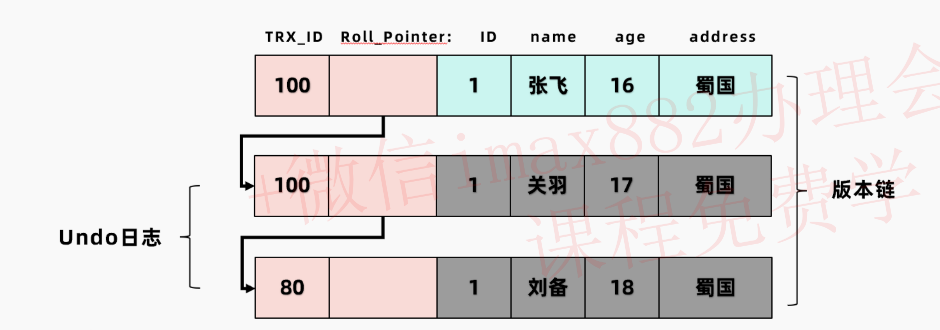 TRX_ID Roll_Pointer: ID name age address
100 1 张飞 16 蜀国
100 1 关羽 17 蜀国
版本链
Undo日志
80 1 刘备 18 蜀国
+微信imax882办理会
课程免费学